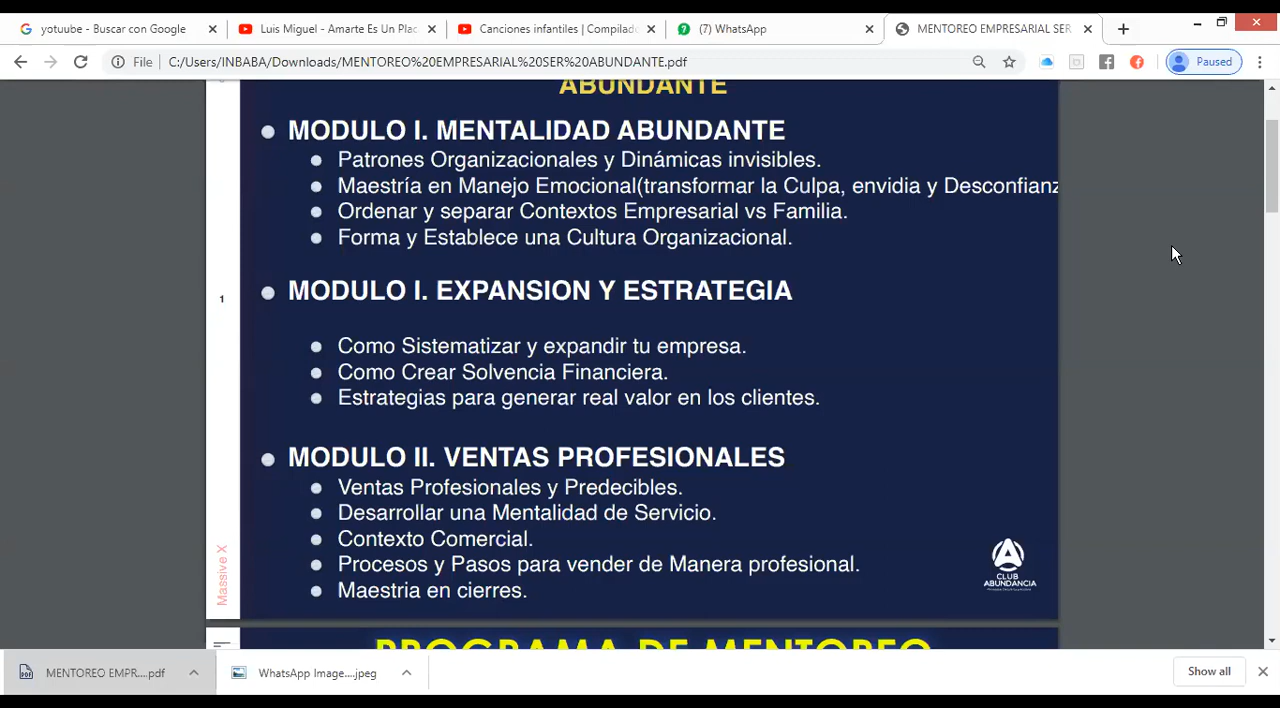 yotuube - Buscar con Google
Luis Miguel - Amarte Es Un Plac
Canciones infantiles | Compilado
(7) WhatsApp
MENTOREO EMPRESARIAL SER
File
C:/Users/INBABA/Downloads/MENTOREO%20EMPRESARIAL%20SER%20ABUNDANTE.pdf
Paused
ABUNDANTE
MODULO I. MENTALIDAD ABUNDANTE
Patrones Organizacionales y Dinámicas invisibles.
Maestría en Manejo Emocional(transformar la Culpa, envidia y Desconfianz
Ordenar y separar Contextos Empresarial vs Familia.
Forma y Establece una Cultura Organizacional.
1
MODULO I. EXPANSION Y ESTRATEGIA
Como Sistematizar y expandir tu empresa.
Como Crear Solvencia Financiera.
Estrategias para generar real valor en los clientes.
MODULO II. VENTAS PROFESIONALES
Ventas Profesionales y Predecibles.
Desarrollar una Mentalidad de Servicio.
Contexto Comercial.
Procesos y Pasos para vender de Manera profesional.
Maestria en cierres.
Massive X
CLUB
ABUNDANCIA
PROGRAMA DE MENTOREO
MENTOREO EMPR....pdf
WhatsApp Image....jpeg
Show all